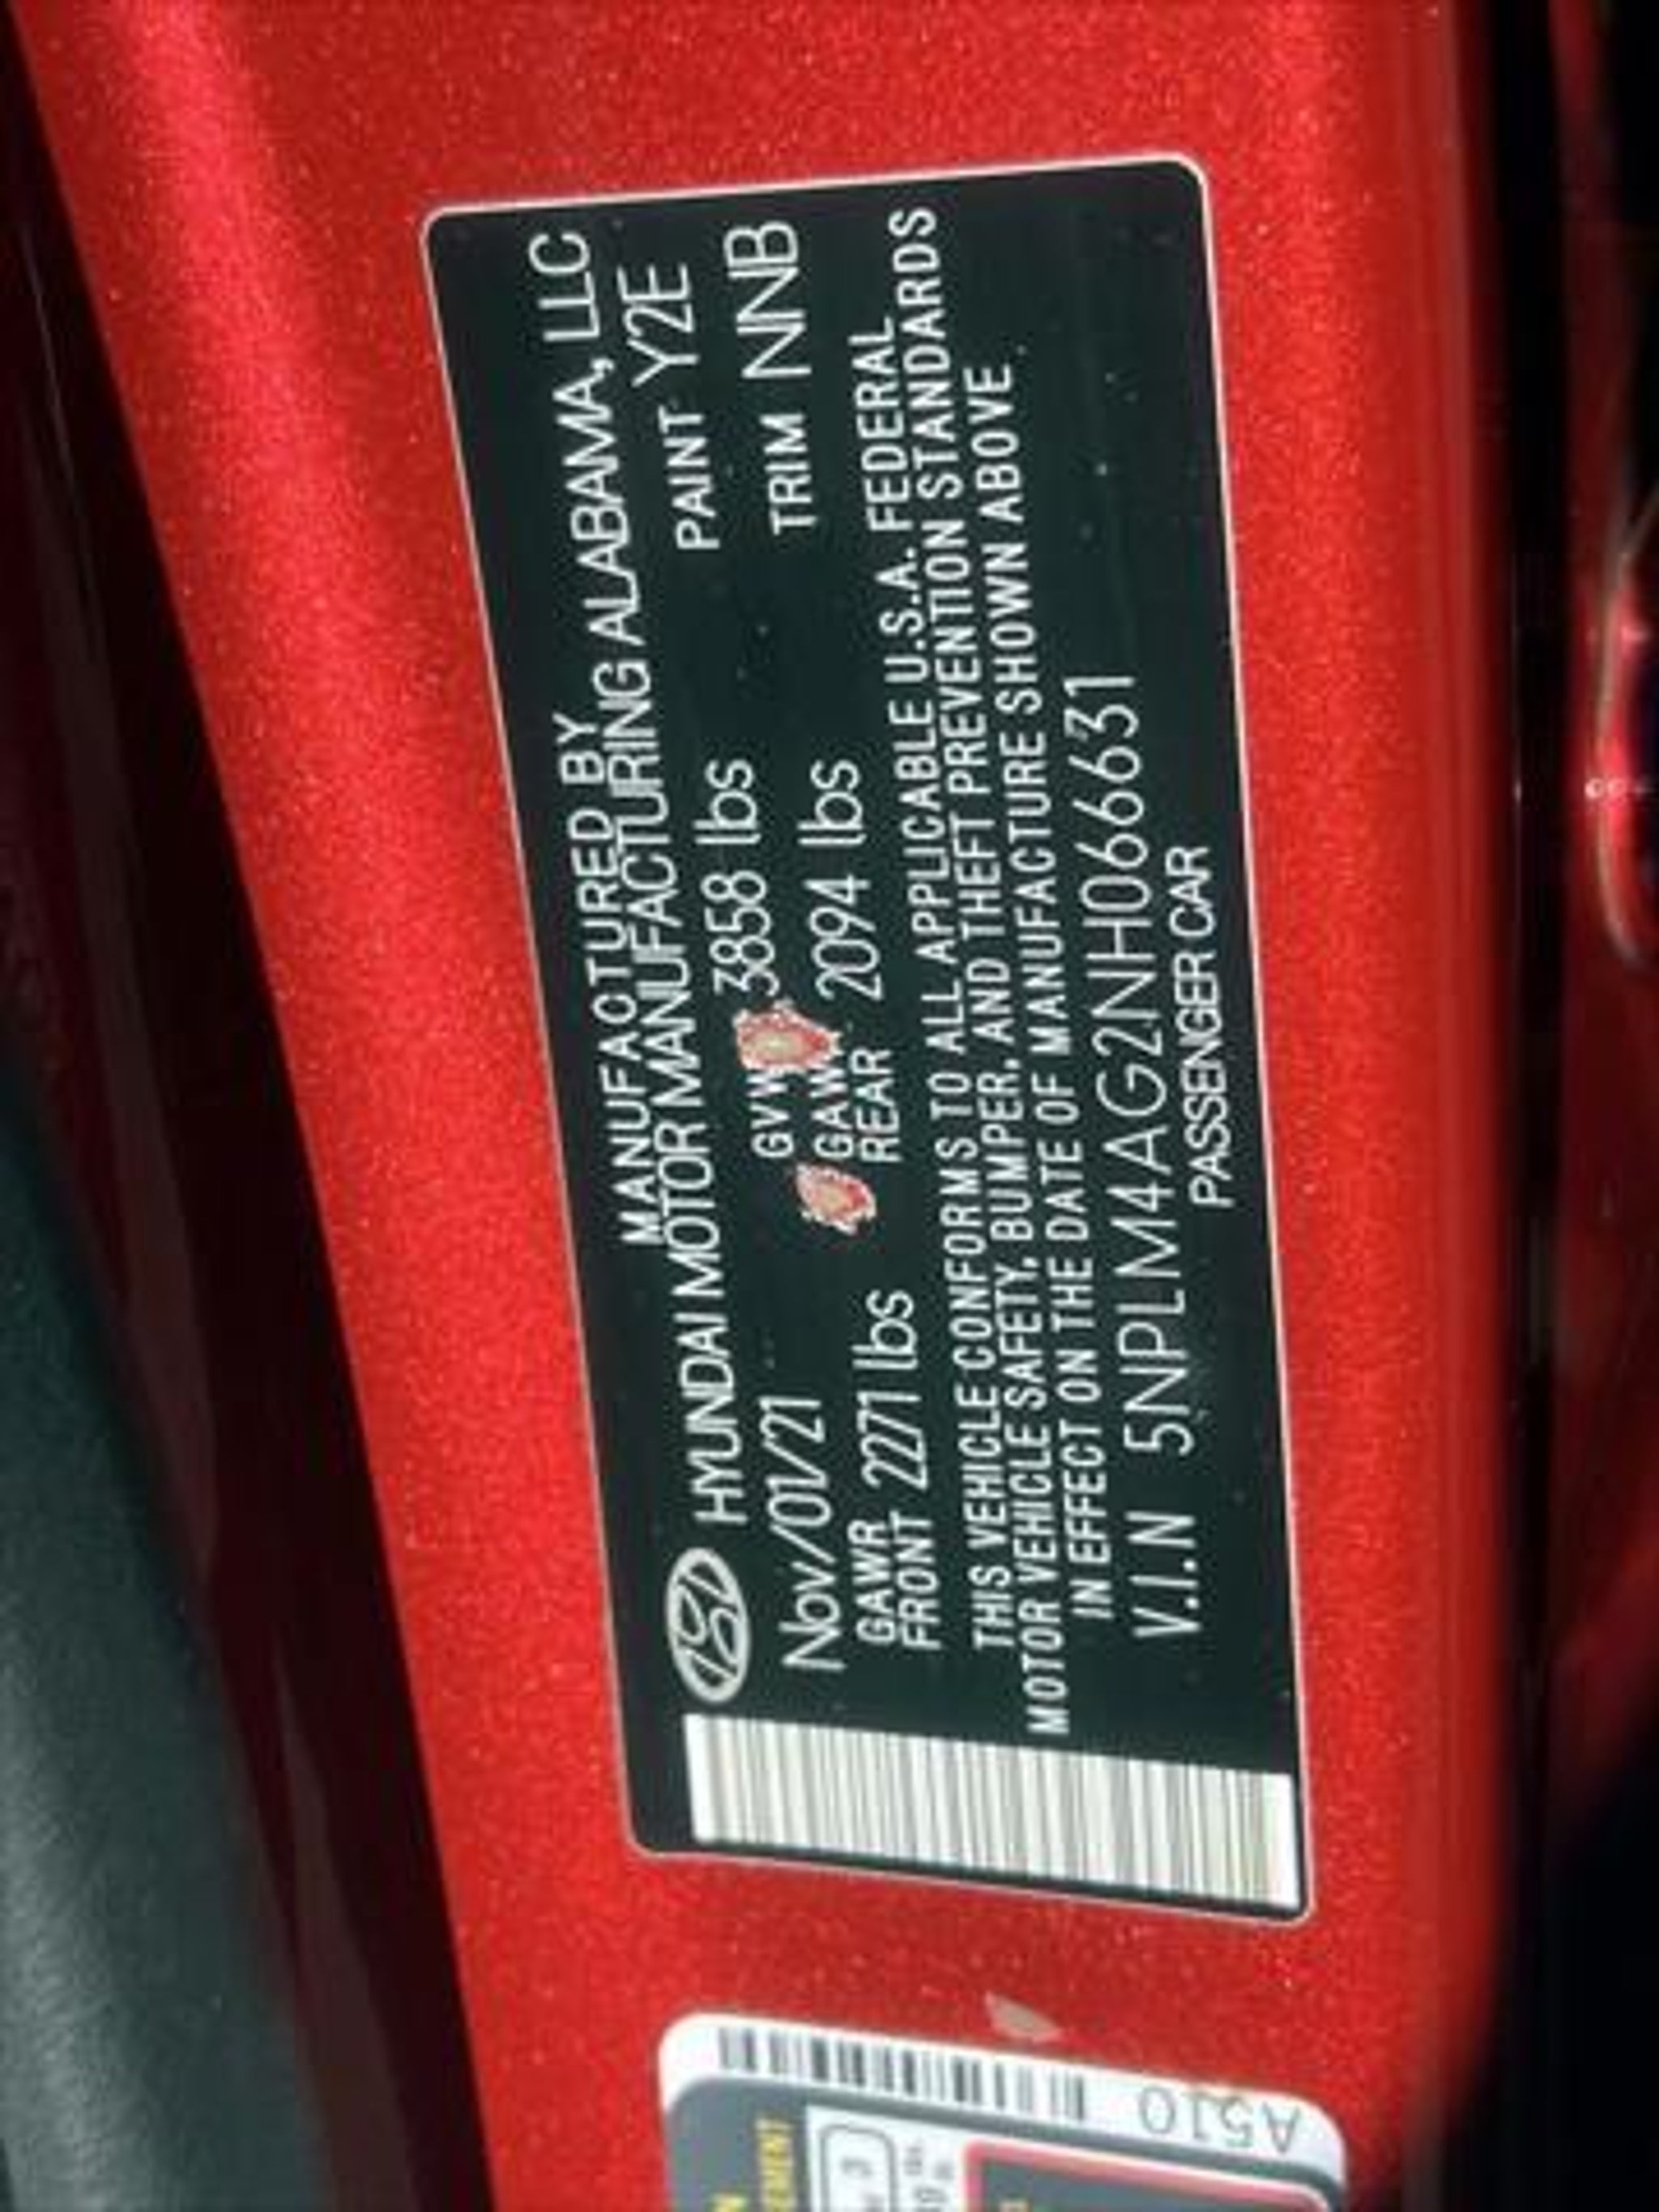 MANUFACTURED BY
HYUNDAI MOTOR MANUFACTURING ALABAMA, LLC
Nov/01/21 GVW 3858 lbs PAINT Y2E
GAWR FRONT 2271 lbs GAW REAR 2094 lbs TRIM NNB
THIS VEHICLE CONFORMS TO ALL APPLICABLE U.S.A. FEDERAL
MOTOR VEHICLE SAFETY, BUMPER, AND THEFT PREVENTION STANDARDS
IN EFFECT ON THE DATE OF MANUFACTURE SHOWN ABOVE
V.I.N 5NPLM4AG2NH066631
PASSENGER CAR
A510